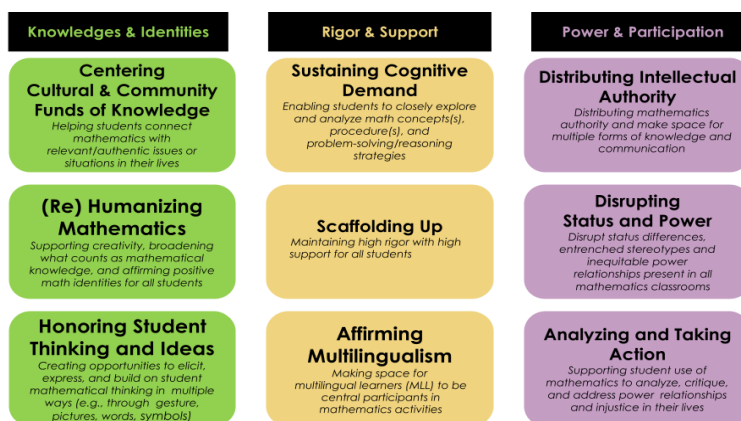 Knowledges & Identities
Centering
Cultural & Community
Funds of Knowledge
Helping students connect
mathematics with
relevant/authentic issues or
situations in their lives
(Re) Humanizing
Mathematics
Supporting creativity, broadening
what counts as mathematical
knowledge, and affirming positive
math identities for all students
Honoring Student
Thinking and Ideas
Creating opportunities to elicit,
express, and build on student
mathematical thinking in multiple
ways (e.g., through gesture,
pictures, words, symbols)
Rigor & Support
Sustaining Cognitive
Demand
Enabling students to closely explore
and analyze math concepts(s),
procedure(s), and
problem-solving/reasoning
strategies
Scaffolding Up
Maintaining high rigor with high
support for all students
Affirming
Multilingualism
Making space for
multilingual learners (MLL) to be
central participants in
mathematics activities
Power & Participation
Distributing Intellectual
Authority
Distributing mathematics
authority and make space for
multiple forms of knowledge and
communication
Disrupting
Status and Power
Disrupt status differences,
entrenched stereotypes and
inequitable power
relationships present in all
mathematics classrooms
Analyzing and Taking
Action
Supporting student use of
mathematics to analyze, critique,
and address power relationships
and injustice in their lives